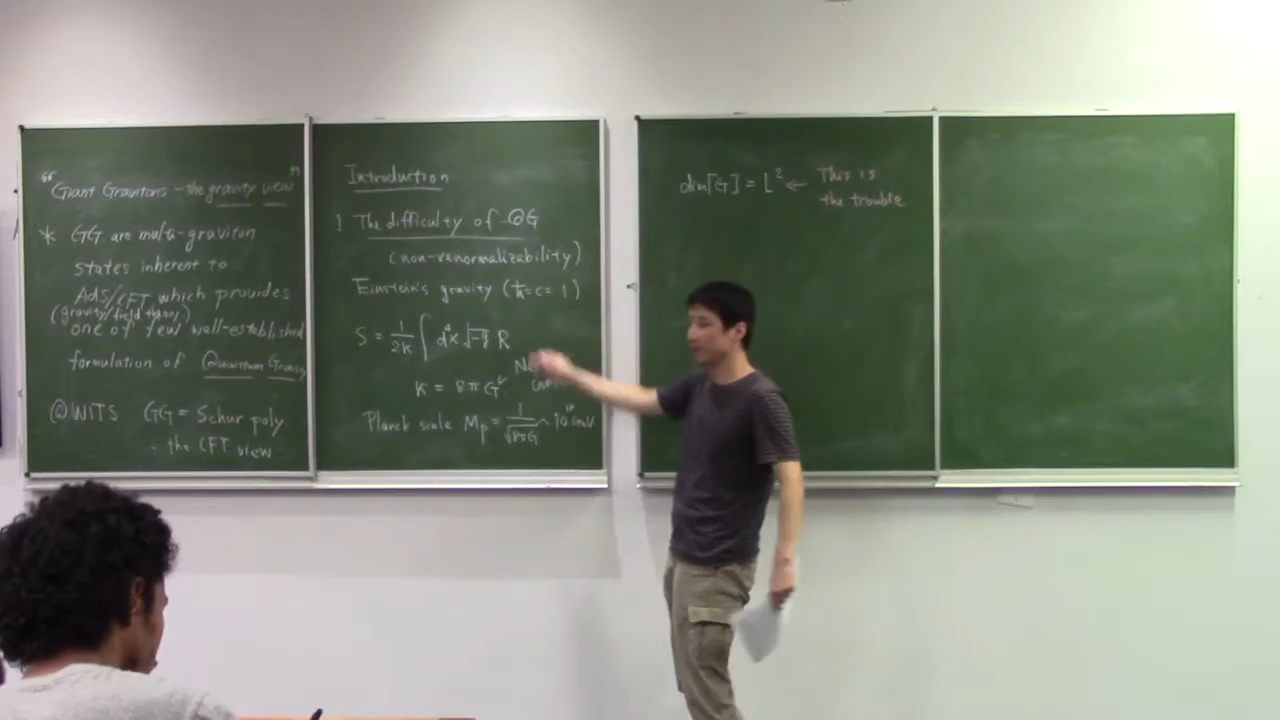 "Giant Gravitons - the gravity view"
* GG are multi-graviton
states inherent to
AdS/CFT which provides
(gravity/field theory)
one of few well-established
formulation of Quantum Gravity
@WITS GG = Schur poly
- the CFT view
Introduction
1 The difficulty of QG
(non-renormalizability)
Einstein's gravity (ħ=c=1)
S = 1/2κ ∫ d⁴x √-g R
κ = 8πG
Planck scale Mp = 1/√8πG ~ 10¹⁸ GeV
dim[G] = L² ← This is
the trouble